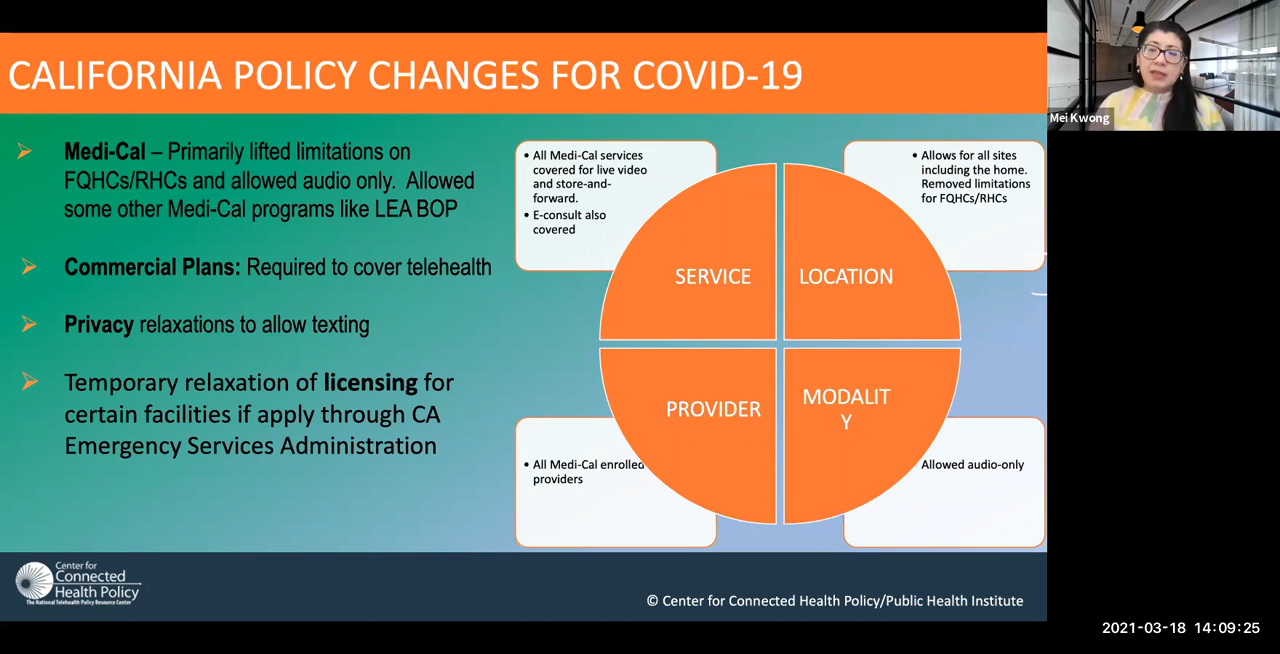 CALIFORNIA POLICY CHANGES FOR COVID-19
Medi-Cal – Primarily lifted limitations on
FQHCs/RHCs and allowed audio only. Allowed
some other Medi-Cal programs like LEA BOP
Commercial Plans: Required to cover telehealth
Privacy relaxations to allow texting
Temporary relaxation of licensing for
certain facilities if apply through CA
Emergency Services Administration
• All Medi-Cal services
covered for live video
and store-and-
forward.
• E-consult also
covered
• Allows for all sites
including the home.
Removed limitations
for FQHCs/RHCs
SERVICE
LOCATION
PROVIDER
MODALIT
Y
• All Medi-Cal enrolled
providers
Allowed audio-only
Center for
Connected
Health Policy
The National Telehealth Policy Resource Center
© Center for Connected Health Policy/Public Health Institute
Mei Kwong
2021-03-18 14:09:25